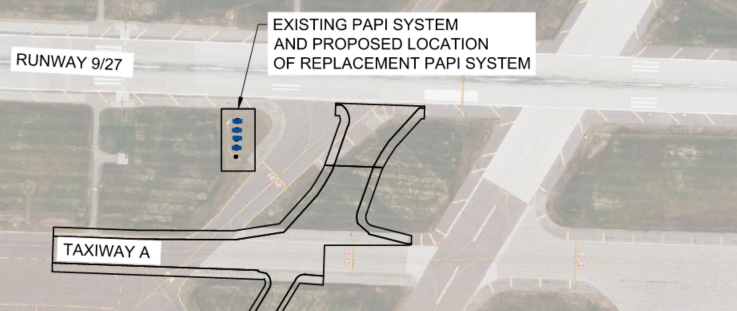 EXISTING PAPI SYSTEM
AND PROPOSED LOCATION
OF REPLACEMENT PAPI SYSTEM
RUNWAY 9/27
TAXIWAY A